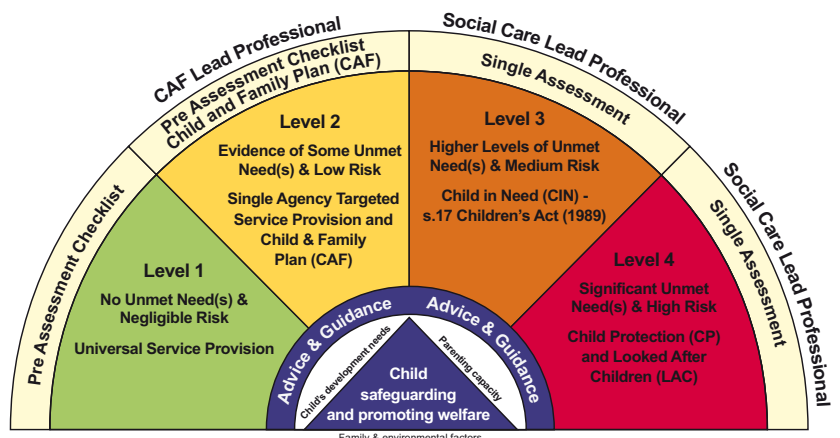 CAF Lead Professional
Social Care Lead Professional
Pre Assessment Checklist
Child and Family Plan (CAF)
Single Assessment
Level 2
Evidence of Some Unmet
Need(s) & Low Risk
Single Agency Targeted
Service Provision and
Child & Family
Plan (CAF)
Level 3
Higher Levels of Unmet
Need(s) & Medium Risk
Child in Need (CIN) -
s.17 Children's Act (1989)
Pre Assessment Checklist
Level 1
No Unmet Need(s) &
Negligible Risk
Universal Service Provision
Social Care Lead Professional
Single Assessment
Level 4
Significant Unmet
Need(s) & High Risk
Child Protection (CP)
and Looked After
Children (LAC)
Advice & Guidance
Advice & Guidance
Child's development needs
Parenting capacity
Child
safeguarding
and promoting welfare
Family & environmental factors